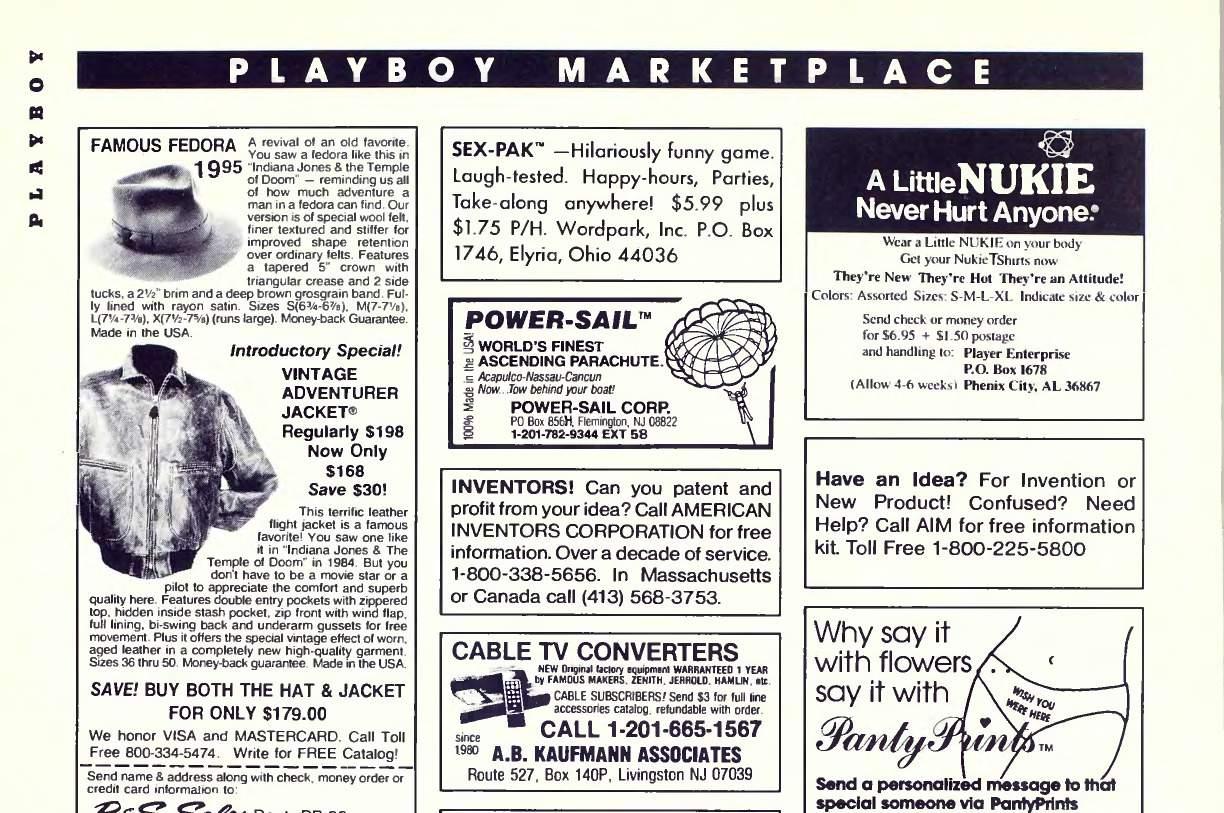 PLAYBOY
PLAYBOY MARKETPLACE
FAMOUS FEDORA
1995
A revival of an old favorite.
You saw a fedora like this in
"Indiana Jones & the Temple
of Doom" — reminding us all
of how much adventure a
man in a fedora can find. Our
version is of special wool felt,
finer textured and stiffer for
improved shape retention
over ordinary felts. Features
a tapered 5" crown with
triangular crease and 2 side
tucks, a 2½" brim and a deep brown grosgrain band. Ful-
ly lined with rayon satin. Sizes S(6¾-6⅞), M(7-7⅛),
L(7¼-7⅜), X(7½-7⅝) (runs large). Money-back Guarantee.
Made in the USA.
Introductory Special!
VINTAGE
ADVENTURER
JACKET®
Regularly $198
Now Only
$168
Save $30!
This terrific leather
flight jacket is a famous
favorite! You saw one like
it in "Indiana Jones & The
Temple of Doom" in 1984. But you
don't have to be a movie star or a
pilot to appreciate the comfort and superb
quality here. Features double entry pockets with zippered
top, hidden inside stash pocket, zip front with wind flap,
full lining, bi-swing back and underarm gussets for free
movement. Plus it offers the special vintage effect of worn,
aged leather in a completely new high-quality garment.
Sizes 36 thru 50. Money-back guarantee. Made in the USA.
SAVE! BUY BOTH THE HAT & JACKET
FOR ONLY $179.00
We honor VISA and MASTERCARD. Call Toll
Free 800-334-5474. Write for FREE Catalog!
Send name & address along with check, money order or
credit card information to:
SEX-PAK™ —Hilariously funny game.
Laugh-tested. Happy-hours, Parties,
Take-along anywhere! $5.99 plus
$1.75 P/H. Wordpark, Inc. P.O. Box
1746, Elyria, Ohio 44036
POWER-SAIL™
100% Made in the USA!
WORLD'S FINEST
ASCENDING PARACHUTE.
Acapulco-Nassau-Cancun
Now...Tow behind your boat!
POWER-SAIL CORP.
PO Box 856H, Flemington, NJ 08822
1-201-782-9344 EXT 58
INVENTORS! Can you patent and
profit from your idea? Call AMERICAN
INVENTORS CORPORATION for free
information. Over a decade of service.
1-800-338-5656. In Massachusetts
or Canada call (413) 568-3753.
CABLE TV CONVERTERS
NEW Original factory equipment WARRANTEED 1 YEAR
by FAMOUS MAKERS, ZENITH, JERROLD, HAMLIN, etc.
CABLE SUBSCRIBERS! Send $3 for full line
accessories catalog, refundable with order.
CALL 1-201-665-1567
since
1980
A.B. KAUFMANN ASSOCIATES
Route 527, Box 140P, Livingston NJ 07039
A Little NUKIE
Never Hurt Anyone.®
Wear a Little NUKIE on your body
Get your Nukie TShirts now
They're New They're Hot They're an Attitude!
Colors: Assorted Sizes: S-M-L-XL Indicate size & color
Send check or money order
for $6.95 + $1.50 postage
and handling to: Player Enterprise
P.O. Box 1678
(Allow 4-6 weeks) Phenix City, AL 36867
Have an Idea? For Invention or
New Product! Confused? Need
Help? Call AIM for free information
kit. Toll Free 1-800-225-5800
Why say it
with flowers
say it with
PantyPrints™
WISH YOU
WERE HERE
Send a personalized message to that
special someone via PantyPrints